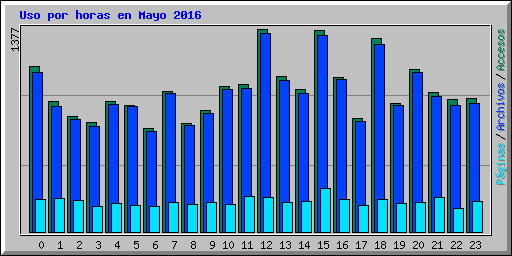 Uso por horas en Mayo 2016
1377
Páginas / Archivos / Accesos
0 1 2 3 4 5 6 7 8 9 10 11 12 13 14 15 16 17 18 19 20 21 22 23